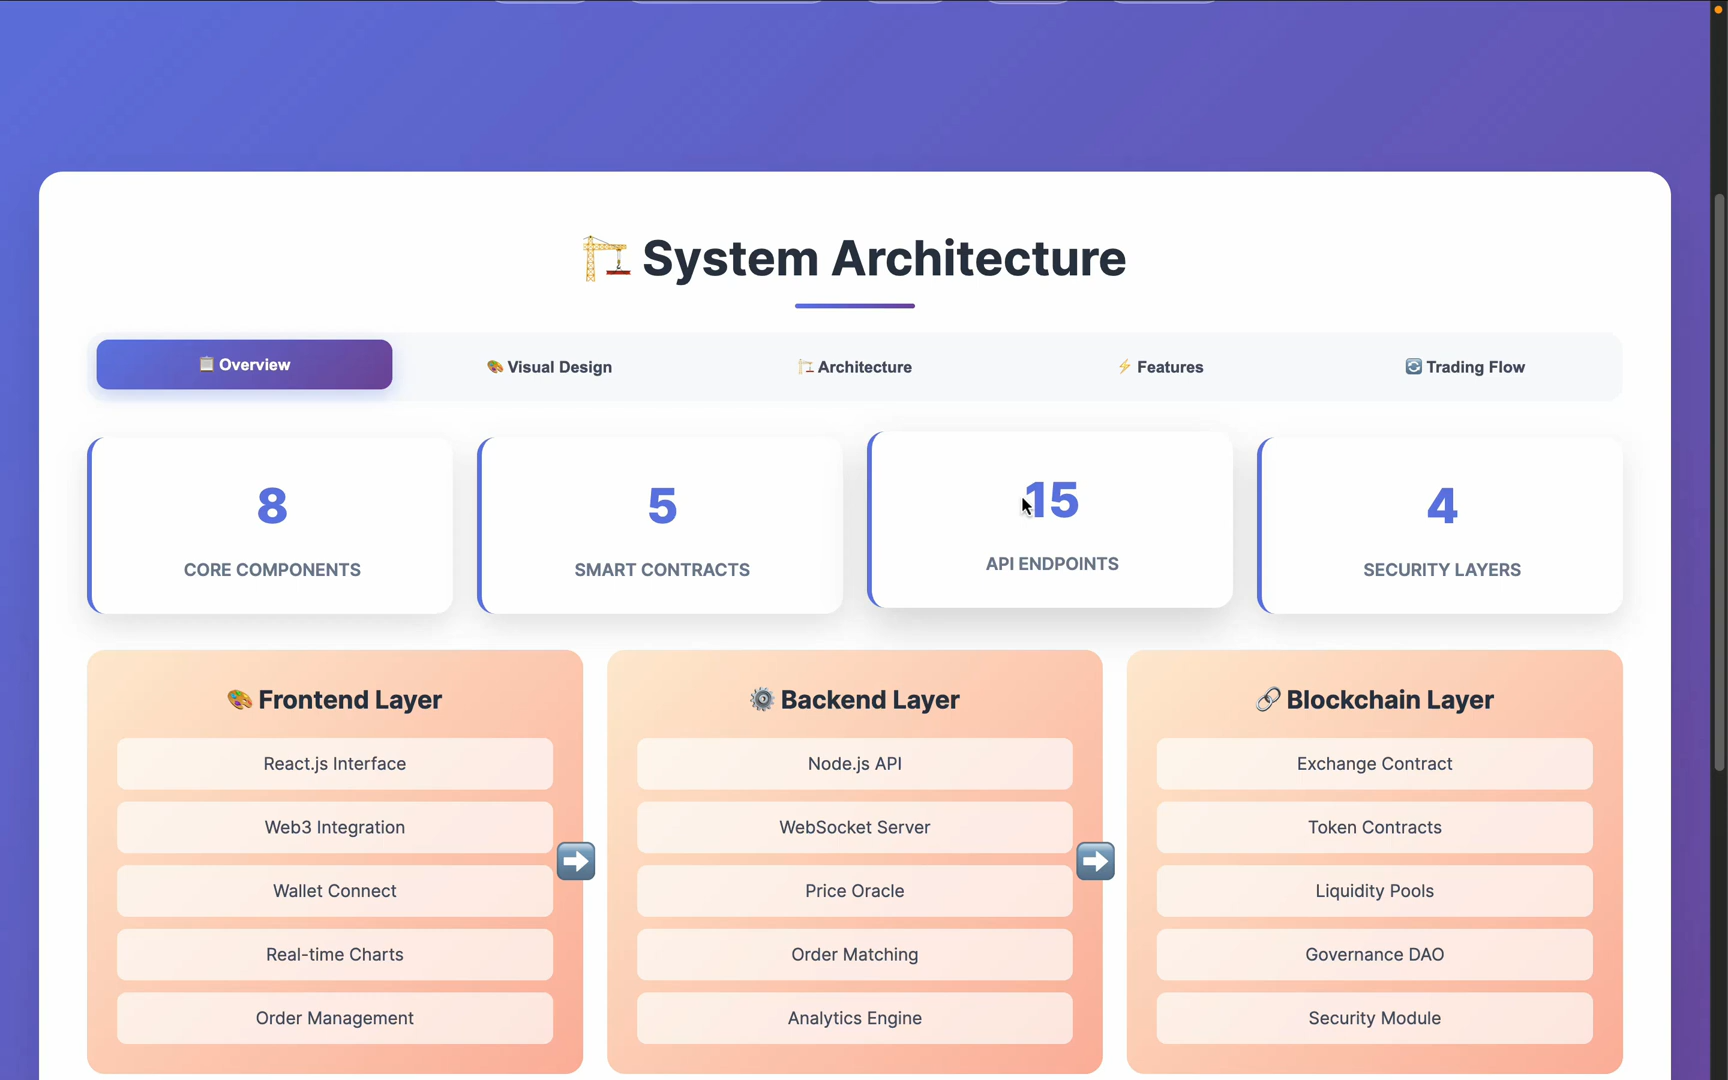 System Architecture
Overview
Visual Design
Architecture
Features
Trading Flow
8
5
15
4
CORE COMPONENTS
SMART CONTRACTS
API ENDPOINTS
SECURITY LAYERS
Frontend Layer
React.js Interface
Web3 Integration
Wallet Connect
Real-time Charts
Order Management
Backend Layer
Node.js API
WebSocket Server
Price Oracle
Order Matching
Analytics Engine
Blockchain Layer
Exchange Contract
Token Contracts
Liquidity Pools
Governance DAO
Security Module